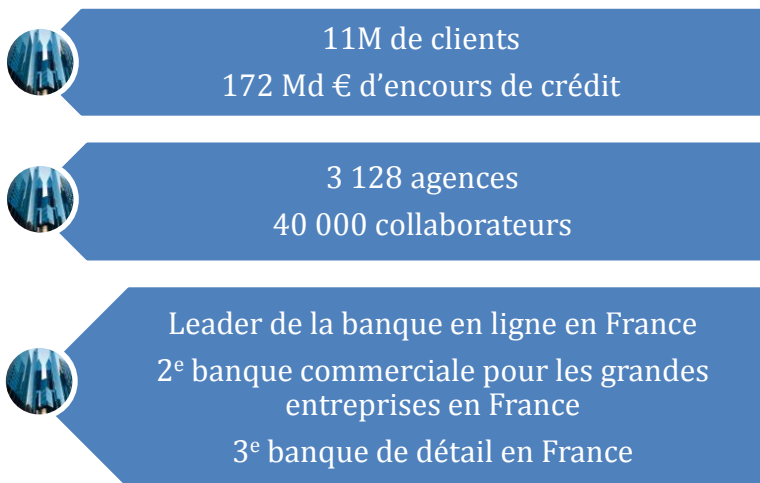 11M de clients
172 Md € d’encours de crédit
3 128 agences
40 000 collaborateurs
Leader de la banque en ligne en France
2e banque commerciale pour les grandes
entreprises en France
3e banque de détail en France